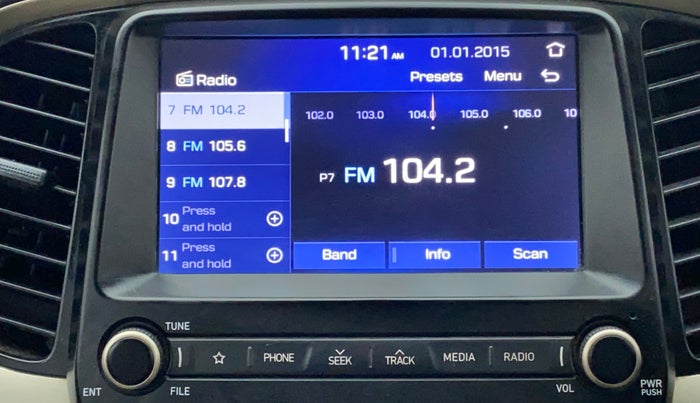 11:21 AM 01.01.2015
Radio Presets Menu
7 FM 104.2
8 FM 105.6
9 FM 107.8
10 Press and hold
11 Press and hold
102.0 103.0 104.0 105.0 106.0 10
P7 FM 104.2
Band Info Scan
TUNE
PHONE SEEK TRACK MEDIA RADIO
ENT FILE VOL PWR
PUSH